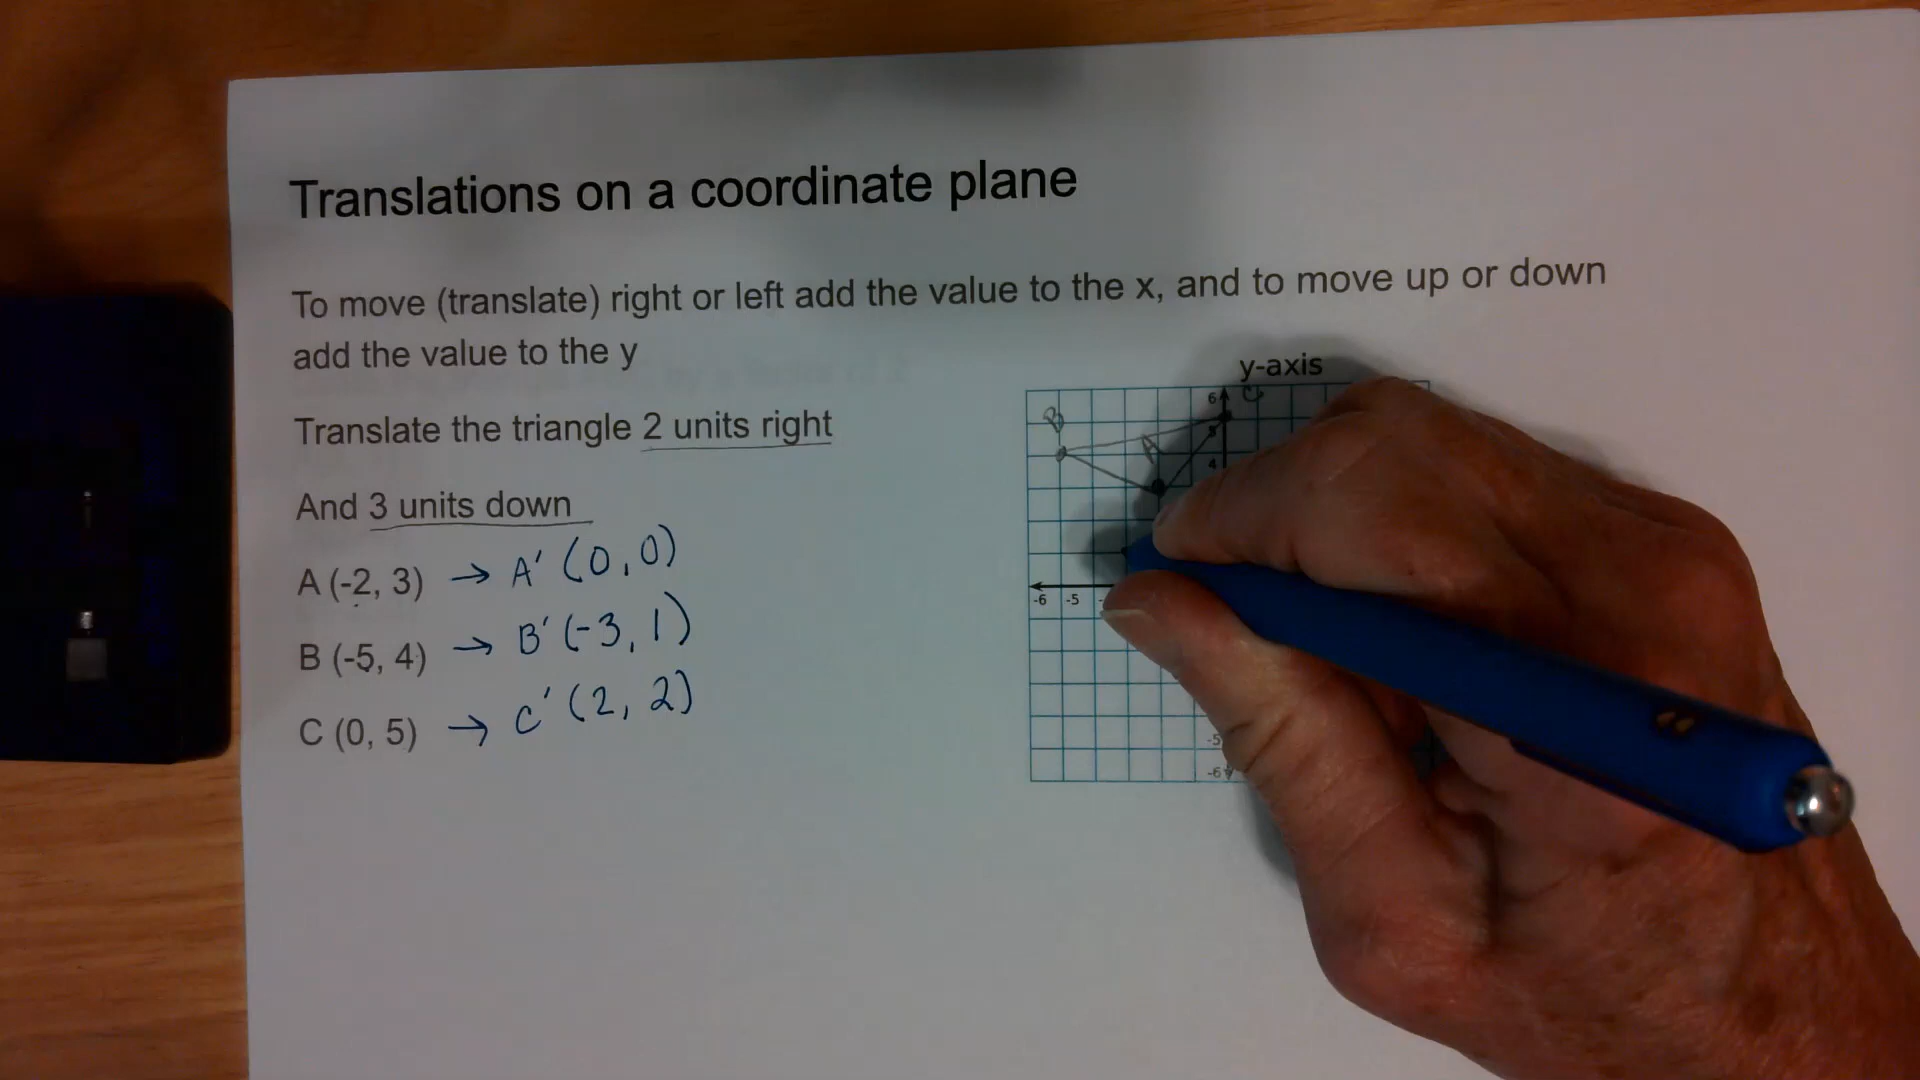 Translations on a coordinate plane
To move (translate) right or left add the value to the x, and to move up or down
add the value to the y
Translate the triangle 2 units right
And 3 units down
A (-2, 3) → A' (0, 0)
B (-5, 4) → B' (-3, 1)
C (0, 5) → C' (2, 2)
y-axis
6
C
B
5
A
4
-6 -5
-5
-6